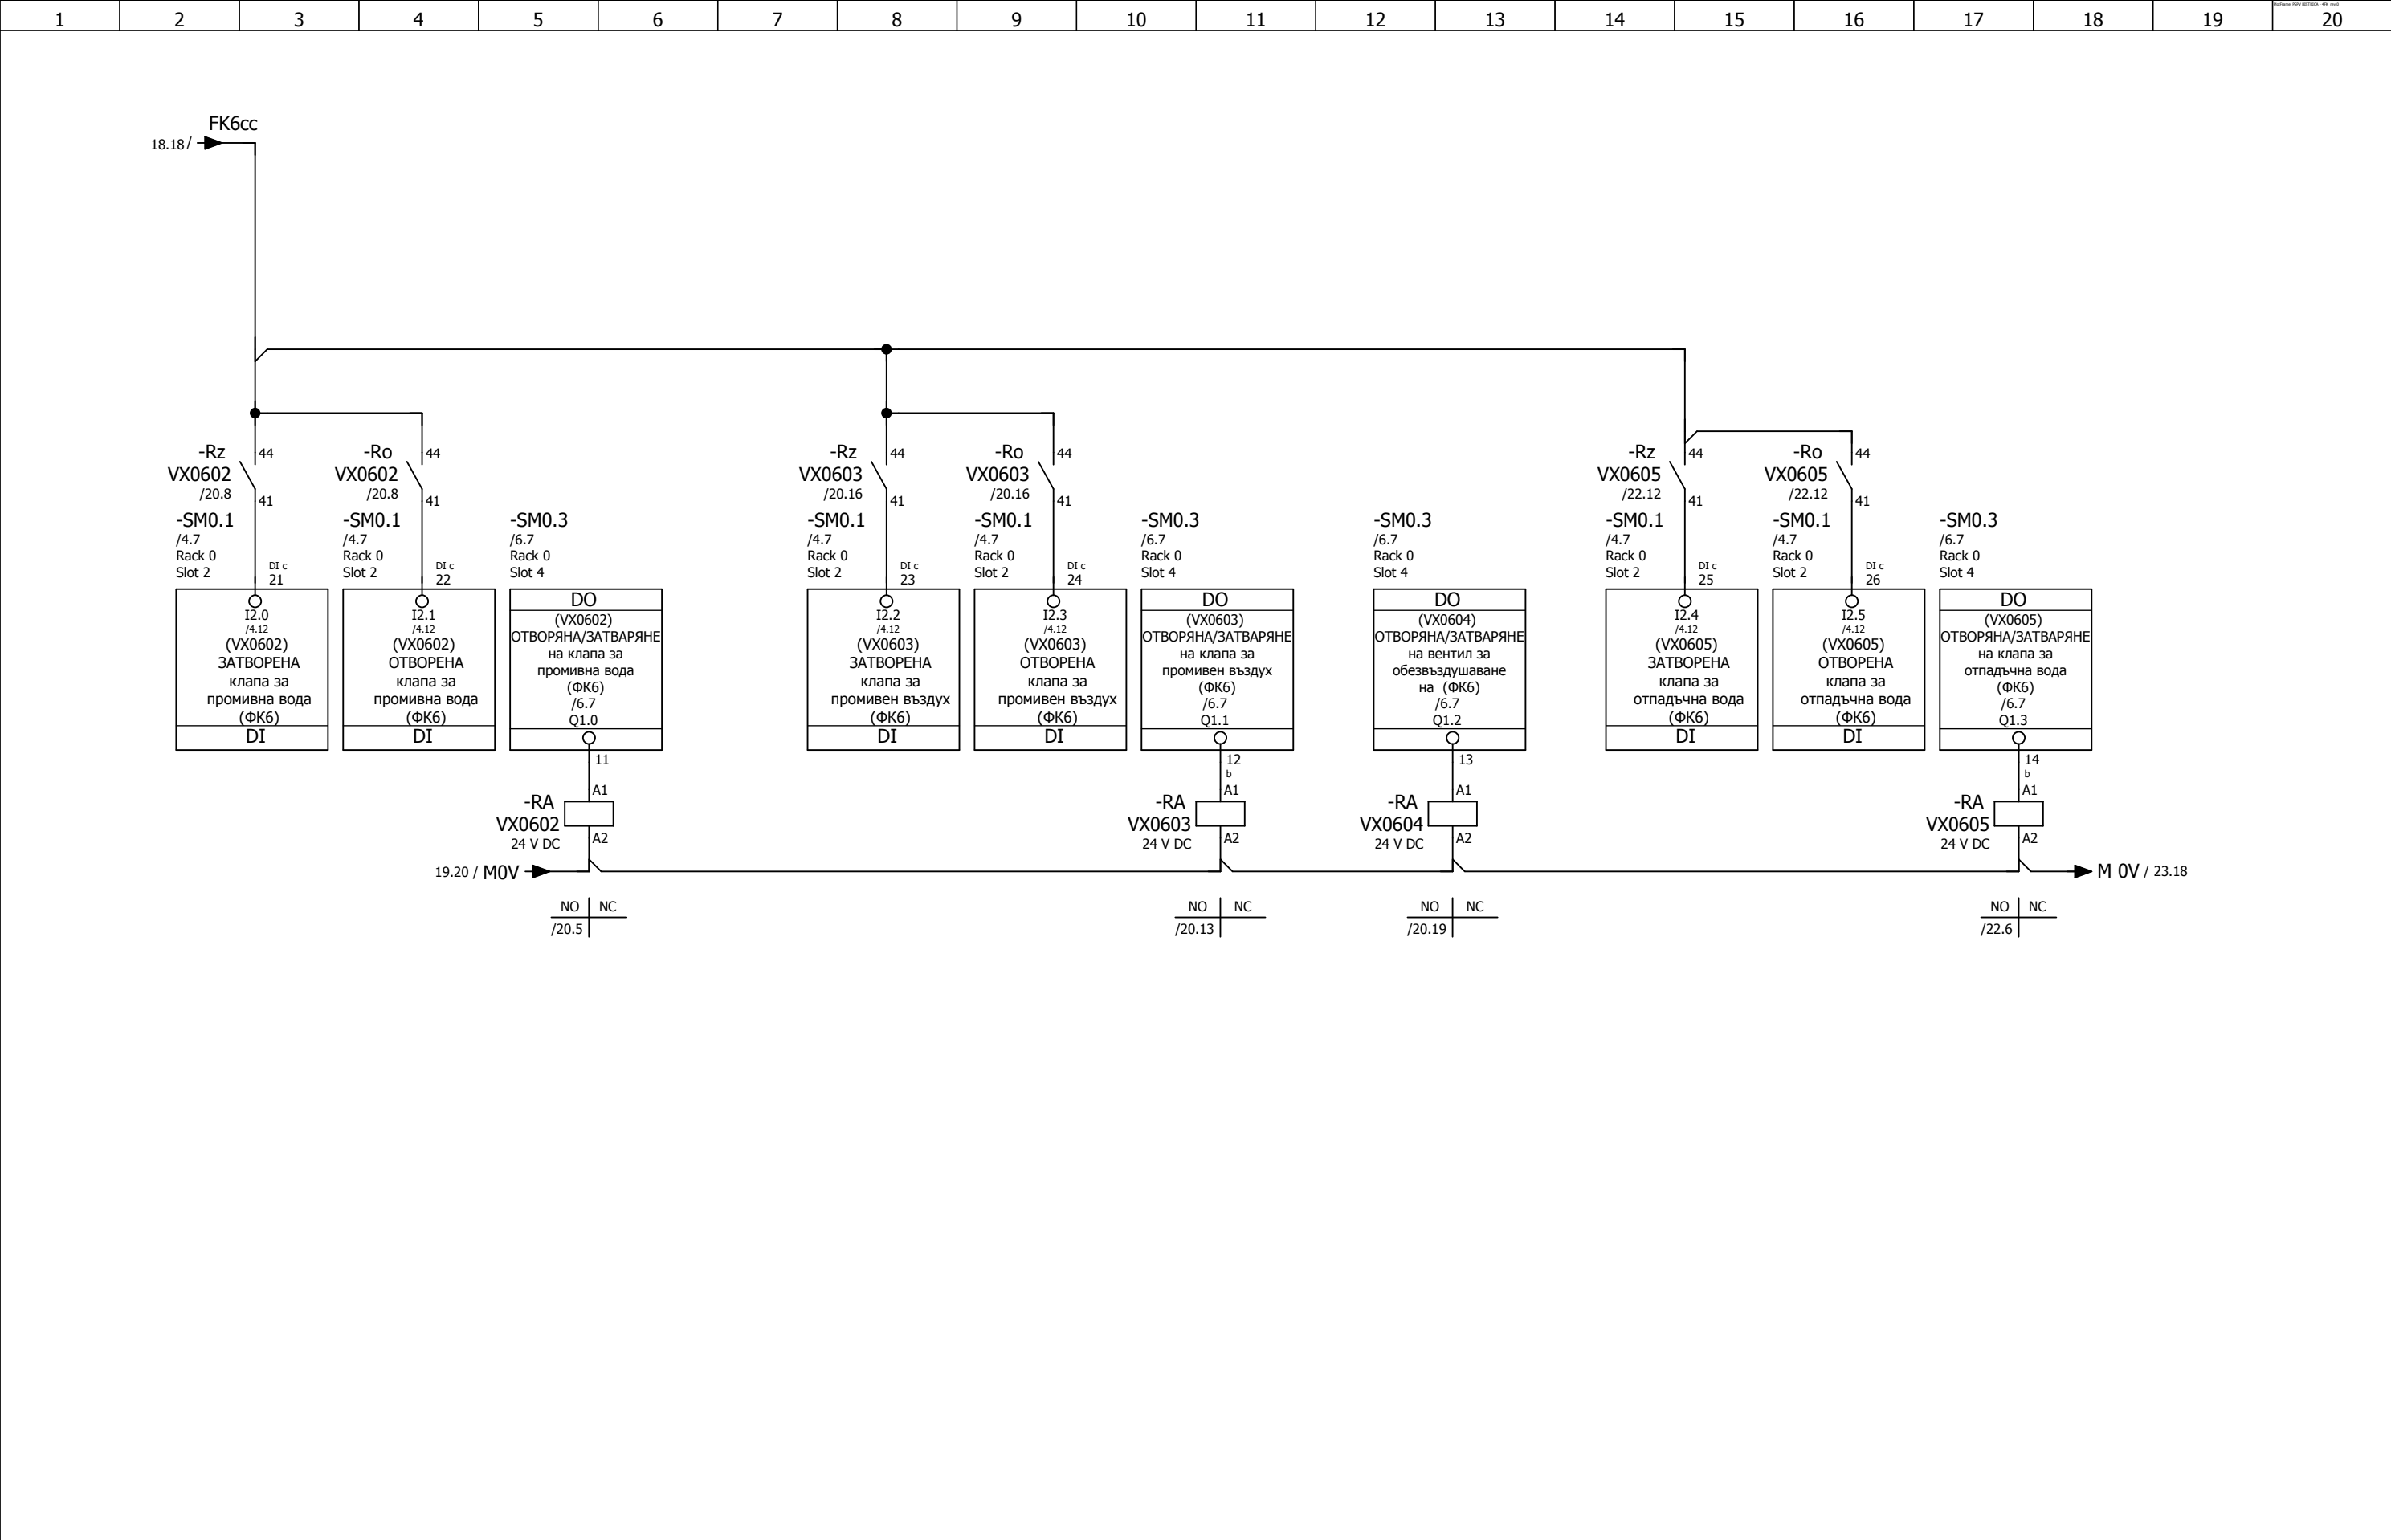 1 2 3 4 5 6 7 8 9 10 11 12 13 14 15 16 17 18 19 20
FK6cc
18.18 /
-Rz
VX0602
/20.8
44
41
-Ro
VX0602
/20.8
44
41
-Rz
VX0603
/20.16
44
41
-Ro
VX0603
/20.16
44
41
-Rz
VX0605
/22.12
44
41
-Ro
VX0605
/22.12
44
41
-SM0.1
/4.7
Rack 0
Slot 2
DI c
21
I2.0
/4.12
(VX0602)
ЗАТВОРЕНА
клапа за
промивна вода
(ФК6)
DI
-SM0.1
/4.7
Rack 0
Slot 2
DI c
22
I2.1
/4.12
(VX0602)
ОТВОРЕНА
клапа за
промивна вода
(ФК6)
DI
-SM0.3
/6.7
Rack 0
Slot 4
DO
(VX0602)
ОТВОРЯНА/ЗАТВАРЯНЕ
на клапа за
промивна вода
(ФК6)
/6.7
Q1.0
11
-SM0.1
/4.7
Rack 0
Slot 2
DI c
23
I2.2
/4.12
(VX0603)
ЗАТВОРЕНА
клапа за
промивен въздух
(ФК6)
DI
-SM0.1
/4.7
Rack 0
Slot 2
DI c
24
I2.3
/4.12
(VX0603)
ОТВОРЕНА
клапа за
промивен въздух
(ФК6)
DI
-SM0.3
/6.7
Rack 0
Slot 4
DO
(VX0603)
ОТВОРЯНА/ЗАТВАРЯНЕ
на клапа за
промивен въздух
(ФК6)
/6.7
Q1.1
12
b
-SM0.3
/6.7
Rack 0
Slot 4
DO
(VX0604)
ОТВОРЯНА/ЗАТВАРЯНЕ
на вентил за
обезвъздушаване
на (ФК6)
/6.7
Q1.2
13
-SM0.1
/4.7
Rack 0
Slot 2
DI c
25
I2.4
/4.12
(VX0605)
ЗАТВОРЕНА
клапа за
отпадъчна вода
(ФК6)
DI
-SM0.1
/4.7
Rack 0
Slot 2
DI c
26
I2.5
/4.12
(VX0605)
ОТВОРЕНА
клапа за
отпадъчна вода
(ФК6)
DI
-SM0.3
/6.7
Rack 0
Slot 4
DO
(VX0605)
ОТВОРЯНА/ЗАТВАРЯНЕ
на клапа за
отпадъчна вода
(ФК6)
/6.7
Q1.3
14
b
-RA
VX0602
24 V DC
A1
A2
-RA
VX0603
24 V DC
A1
A2
-RA
VX0604
24 V DC
A1
A2
-RA
VX0605
24 V DC
A1
A2
19.20 / M0V
M 0V / 23.18
NO NC
/20.5
NO NC
/20.13
NO NC
/20.19
NO NC
/22.6